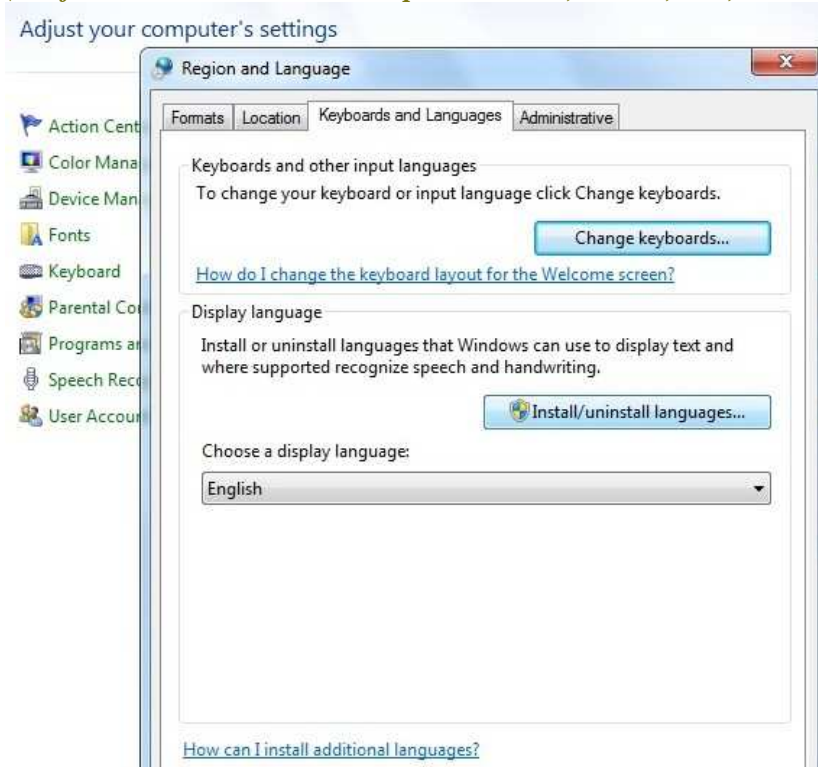 Adjust your computer's settings
Region and Language
Formats Location Keyboards and Languages Administrative
Action Cent
Color Mana
Device Man
Fonts
Keyboard
Parental Co
Programs a
Speech Rec
User Accou
Keyboards and other input languages
To change your keyboard or input language click Change keyboards.
Change keyboards...
How do I change the keyboard layout for the Welcome screen?
Display language
Install or uninstall languages that Windows can use to display text and
where supported recognize speech and handwriting.
Install/uninstall languages...
Choose a display language:
English
How can I install additional languages?